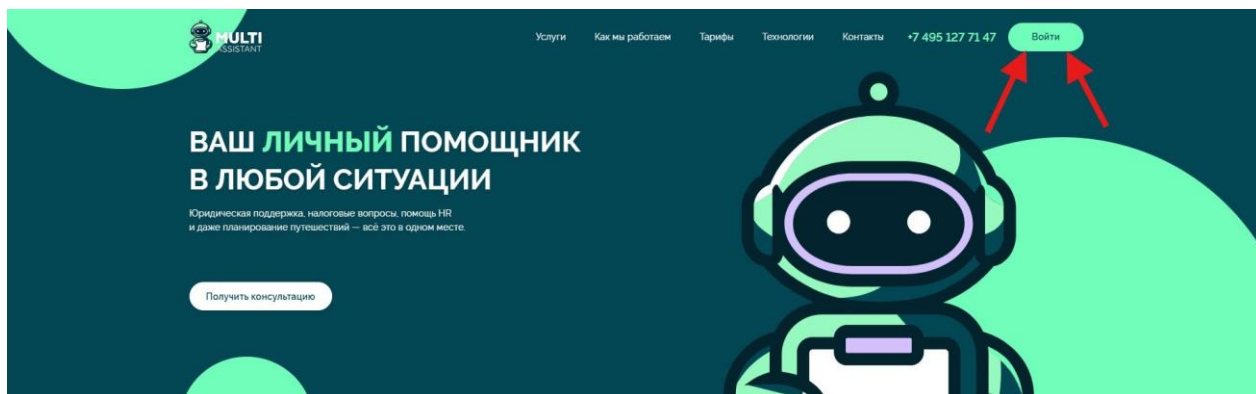 MULTI
ASSISTANT
Услуги Как мы работаем Тарифы Технологии Контакты +7 495 127 71 47 Войти
ВАШ ЛИЧНЫЙ ПОМОЩНИК
В ЛЮБОЙ СИТУАЦИИ
Юридическая поддержка, налоговые вопросы, помощь HR
и даже планирование путешествий — всё это в одном месте.
Получить консультацию